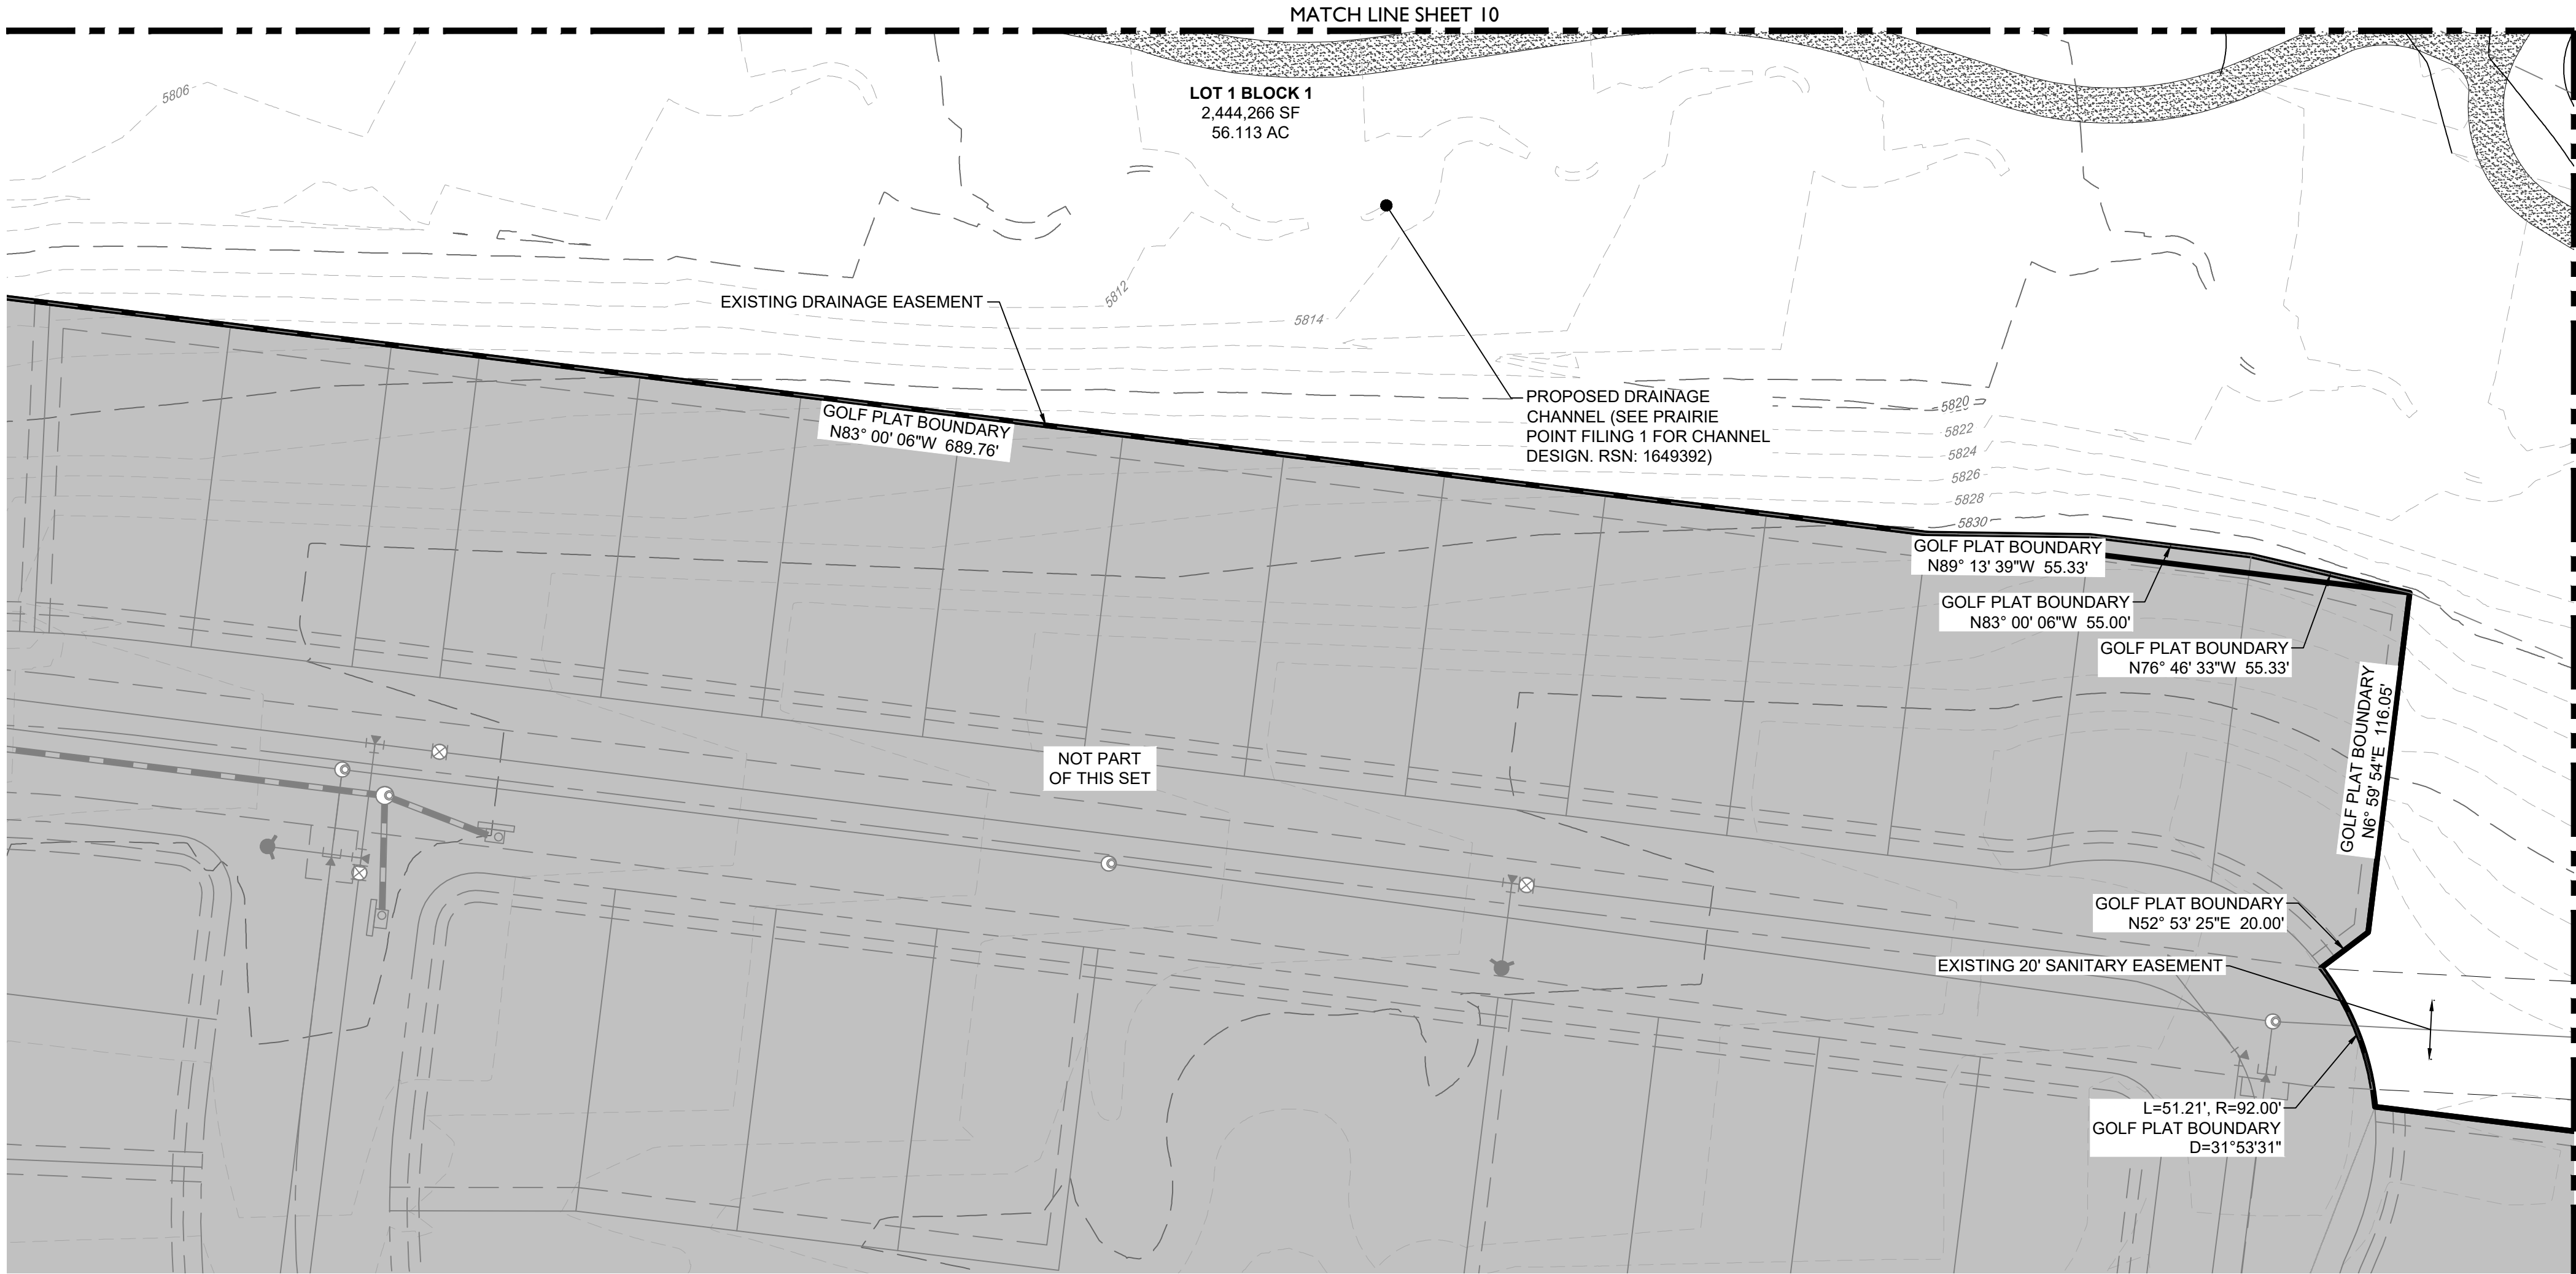 MATCH LINE SHEET 10
5806
LOT 1 BLOCK 1
2,444,266 SF
56.113 AC
5812
EXISTING DRAINAGE EASEMENT
5814
PROPOSED DRAINAGE
CHANNEL (SEE PRAIRIE
POINT FILING 1 FOR CHANNEL
DESIGN. RSN: 1649392)
5820
5822
5824
5826
5828
5830
GOLF PLAT BOUNDARY
N83° 00' 06"W 689.76'
GOLF PLAT BOUNDARY
N89° 13' 39"W 55.33'
GOLF PLAT BOUNDARY
N83° 00' 06"W 55.00'
GOLF PLAT BOUNDARY
N76° 46' 33"W 55.33'
GOLF PLAT BOUNDARY
N6° 59' 54"E 116.05'
NOT PART
OF THIS SET
GOLF PLAT BOUNDARY
N52° 53' 25"E 20.00'
EXISTING 20' SANITARY EASEMENT
L=51.21', R=92.00'
GOLF PLAT BOUNDARY
D=31°53'31"